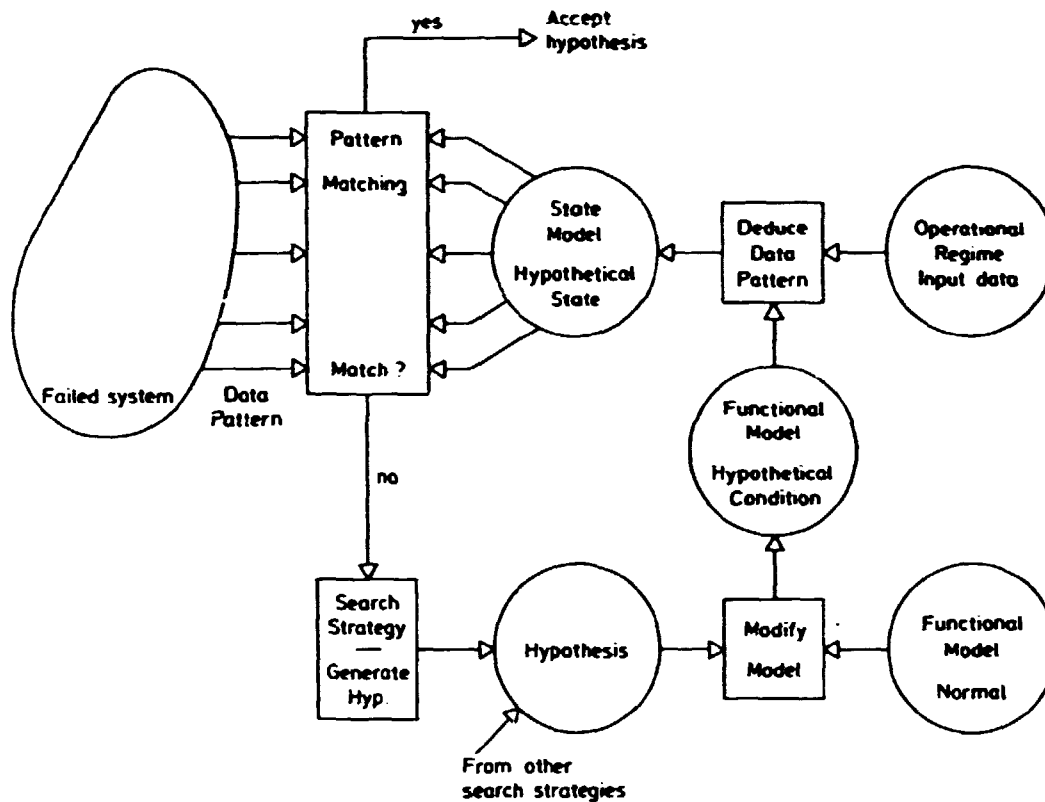 yes
Accept
hypothesis
Pattern
Matching
Match ?
Failed system
Data
Pattern
State
Model
Hypothetical
State
Deduce
Data
Pattern
Operational
Regime
Input data
Functional
Model
Hypothetical
Condition
no
Search
Strategy
Generate
Hyp.
Hypothesis
Modify
Model
Functional
Model
Normal
From other
search strategies